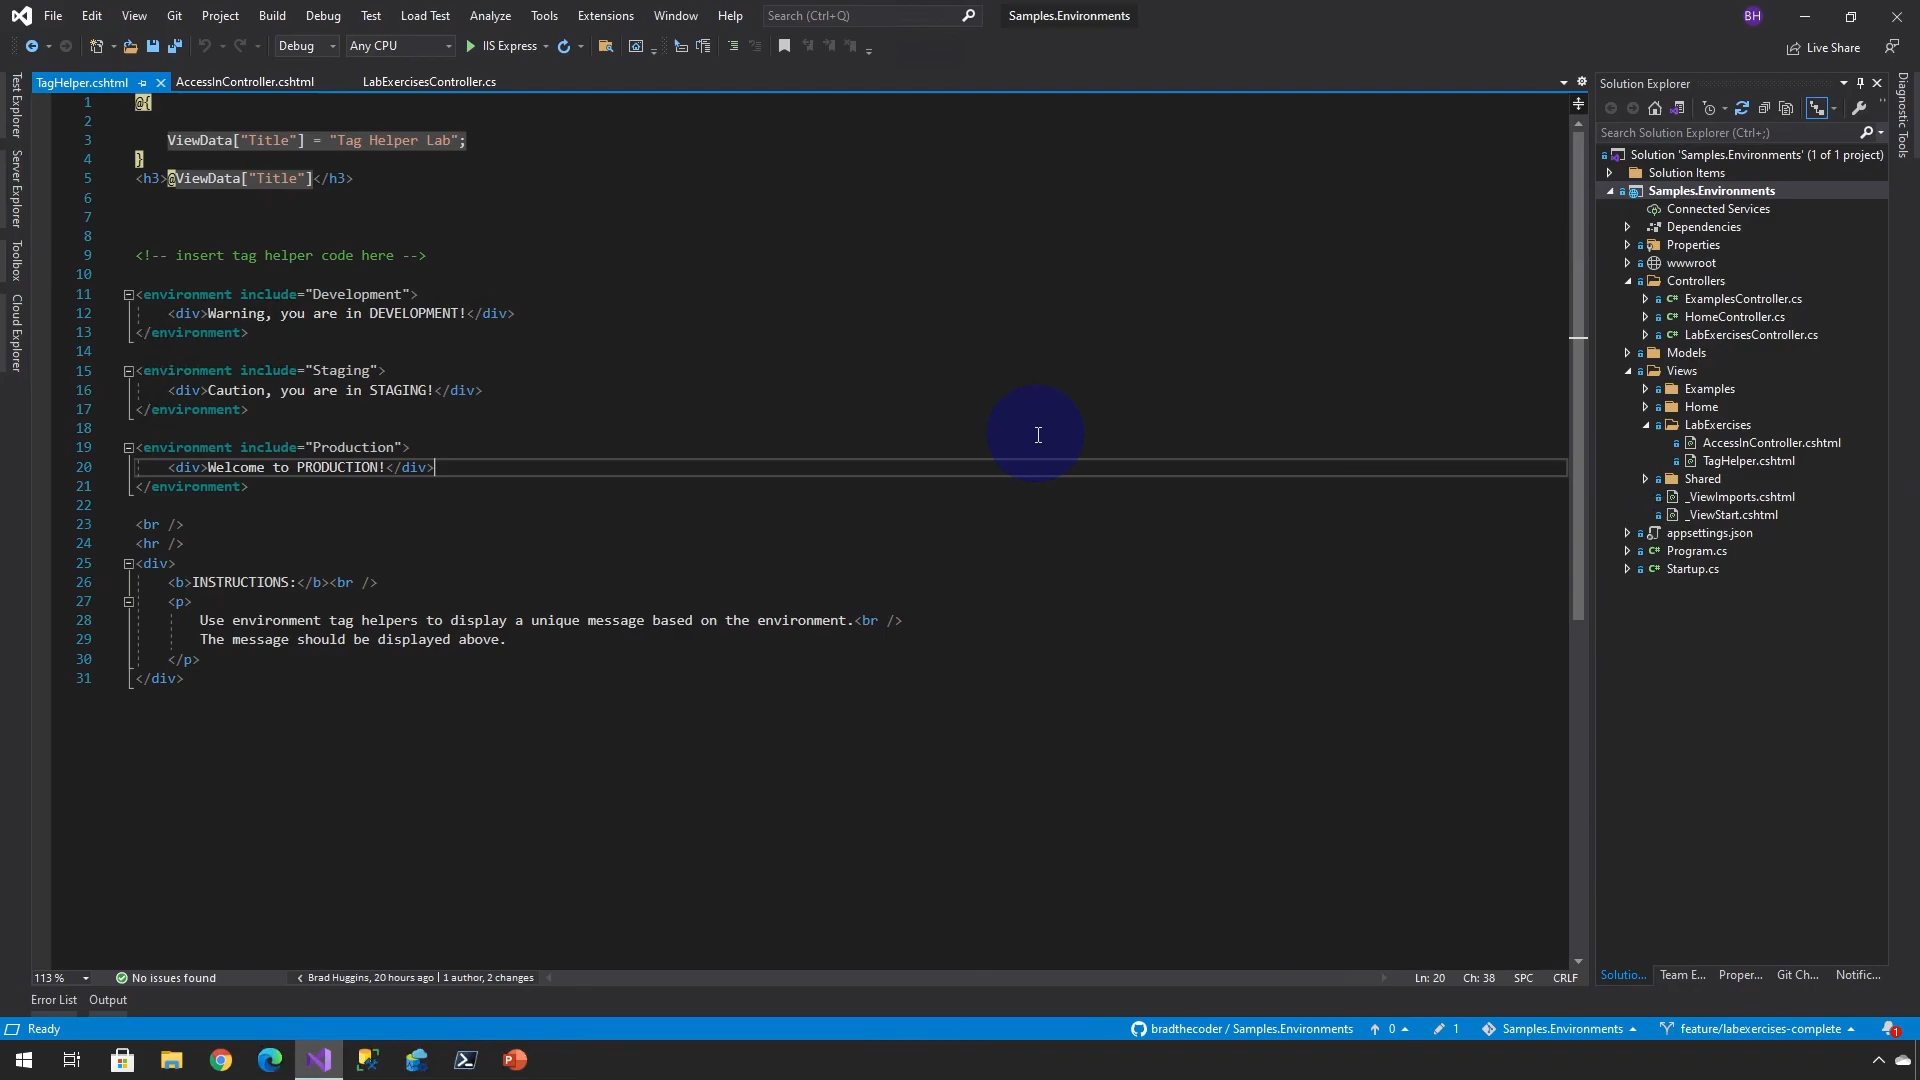 File Edit View Git Project Build Debug Test Load Test Analyze Tools Extensions Window Help Search (Ctrl+Q) Samples.Environments BH
Debug Any CPU IIS Express Live Share
TagHelper.cshtml AccessInController.cshtml LabExercisesController.cs
Test Explorer
Server Explorer
Toolbox
Cloud Explorer
1 @{
2
3 ViewData["Title"] = "Tag Helper Lab";
4 }
5 <h3>@ViewData["Title"]</h3>
6
7
8
9 <!-- insert tag helper code here -->
10
11 <environment include="Development">
12 <div>Warning, you are in DEVELOPMENT!</div>
13 </environment>
14
15 <environment include="Staging">
16 <div>Caution, you are in STAGING!</div>
17 </environment>
18
19 <environment include="Production">
20 <div>Welcome to PRODUCTION!</div>
21 </environment>
22
23 <br />
24 <hr />
25 <div>
26 <b>INSTRUCTIONS:</b><br />
27 <p>
28 Use environment tag helpers to display a unique message based on the environment.<br />
29 The message should be displayed above.
30 </p>
31 </div>
113 % No issues found Brad Huggins, 20 hours ago | 1 author, 2 changes Ln: 20 Ch: 38 SPC CRLF
Solution Explorer
Search Solution Explorer (Ctrl+;)
Solution 'Samples.Environments' (1 of 1 project)
Solution Items
Samples.Environments
Connected Services
Dependencies
Properties
wwwroot
Controllers
C# ExamplesController.cs
C# HomeController.cs
C# LabExercisesController.cs
Models
Views
Examples
Home
LabExercises
AccessInController.cshtml
TagHelper.cshtml
Shared
_ViewImports.cshtml
_ViewStart.cshtml
appsettings.json
C# Program.cs
C# Startup.cs
Solutio... Team E... Proper... Git Ch... Notific...
Diagnostic Tools
Error List Output
Ready bradthecoder / Samples.Environments 0 1 Samples.Environments feature/labexercises-complete 1